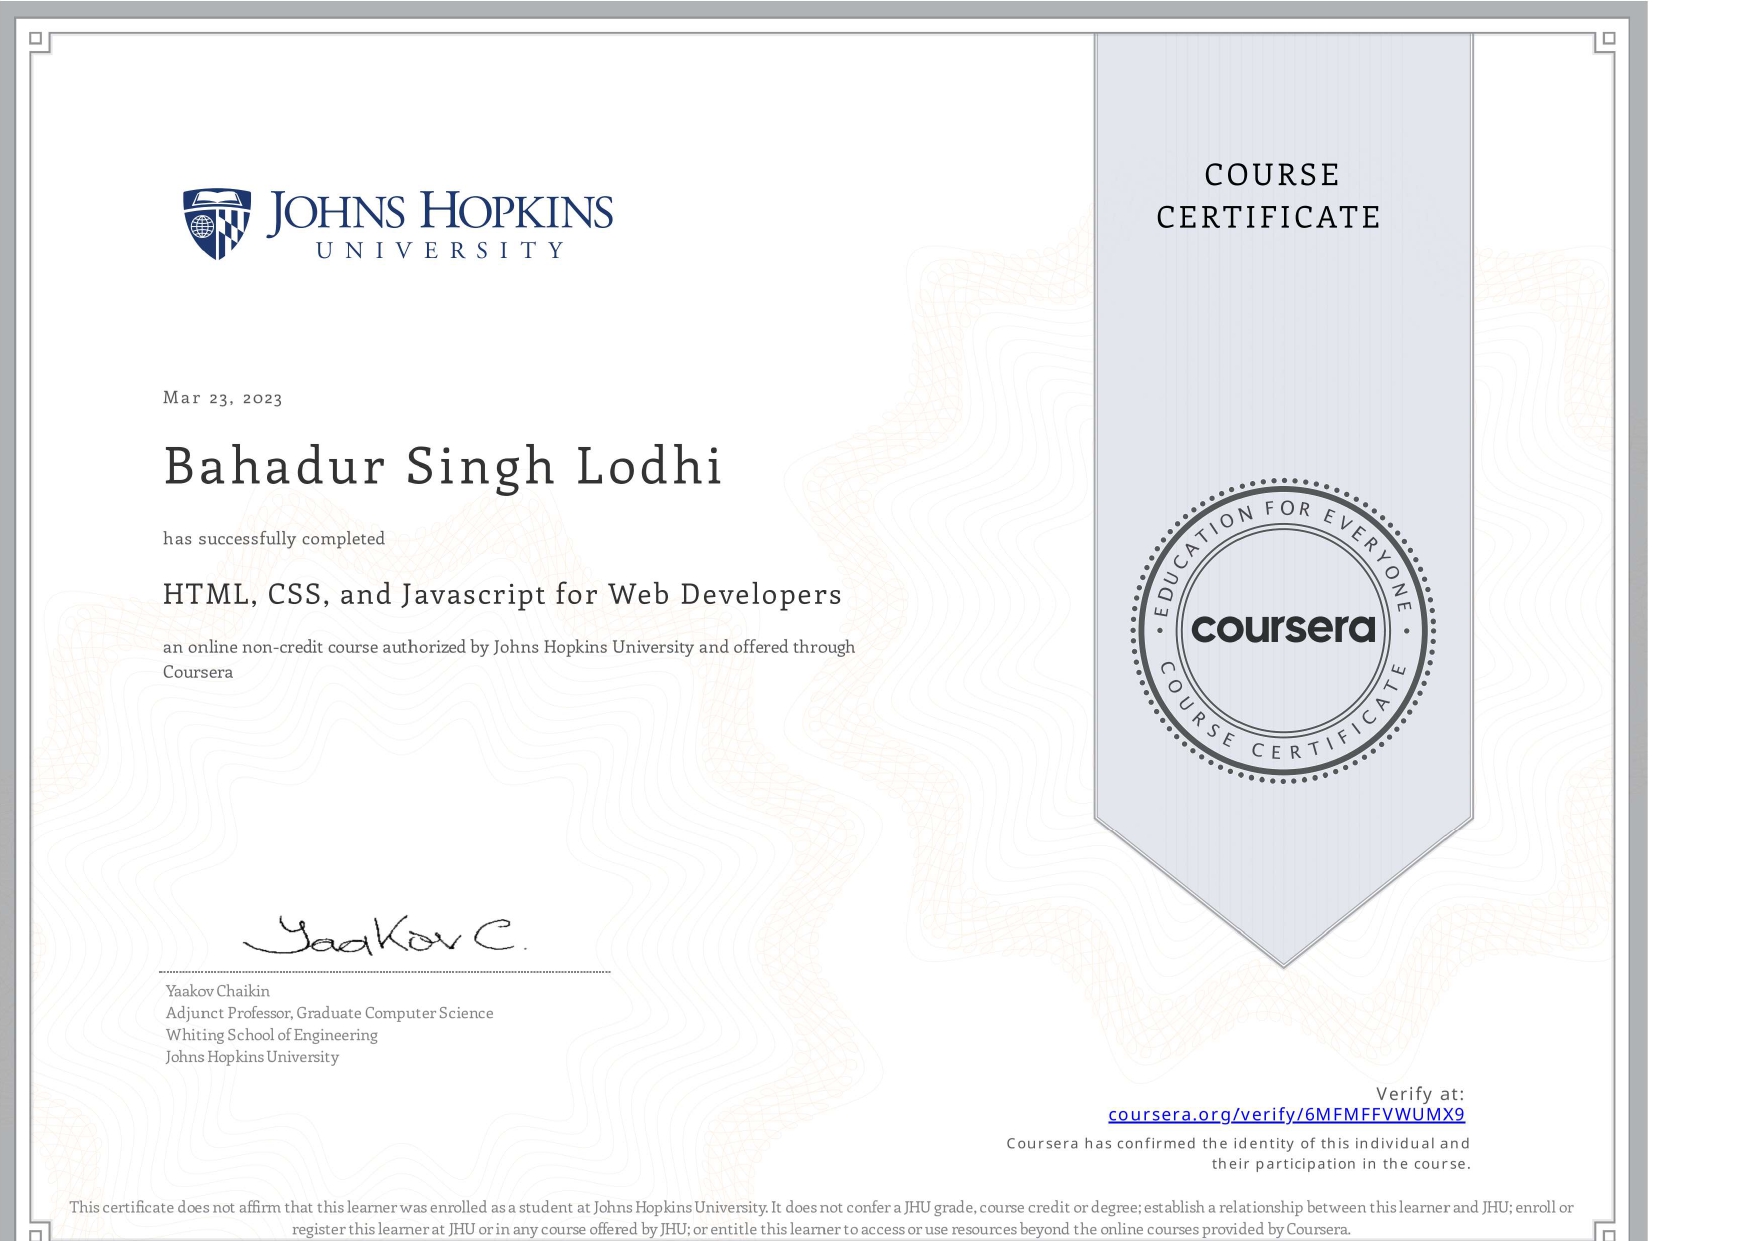 JOHNS HOPKINS
UNIVERSITY
COURSE
CERTIFICATE
Mar 23, 2023
Bahadur Singh Lodhi
has successfully completed
HTML, CSS, and Javascript for Web Developers
an online non-credit course authorized by Johns Hopkins University and offered through
Coursera
EDUCATION FOR EVERYONE
coursera
COURSE CERTIFICATE
Yaakov C.
Yaakov Chaikin
Adjunct Professor, Graduate Computer Science
Whiting School of Engineering
Johns Hopkins University
Verify at:
coursera.org/verify/6MFMFFVWUMX9
Coursera has confirmed the identity of this individual and
their participation in the course.
This certificate does not affirm that this learner was enrolled as a student at Johns Hopkins University. It does not confer a JHU grade, course credit or degree; establish a relationship between this learner and JHU; enroll or
register this learner at JHU or in any course offered by JHU; or entitle this learner to access or use resources beyond the online courses provided by Coursera.